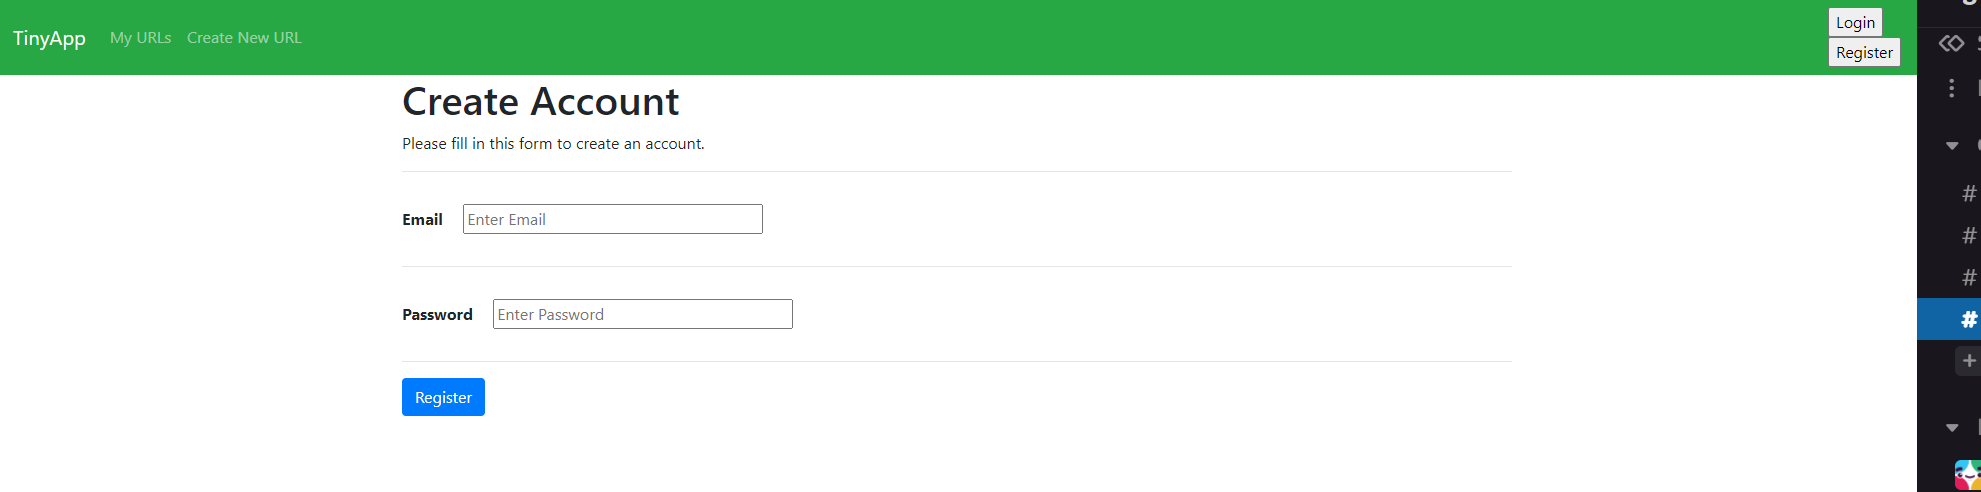 TinyApp My URLs Create New URL Login
Register
Create Account
Please fill in this form to create an account.
Email Enter Email
Password Enter Password
Register
#
#
#
#
+